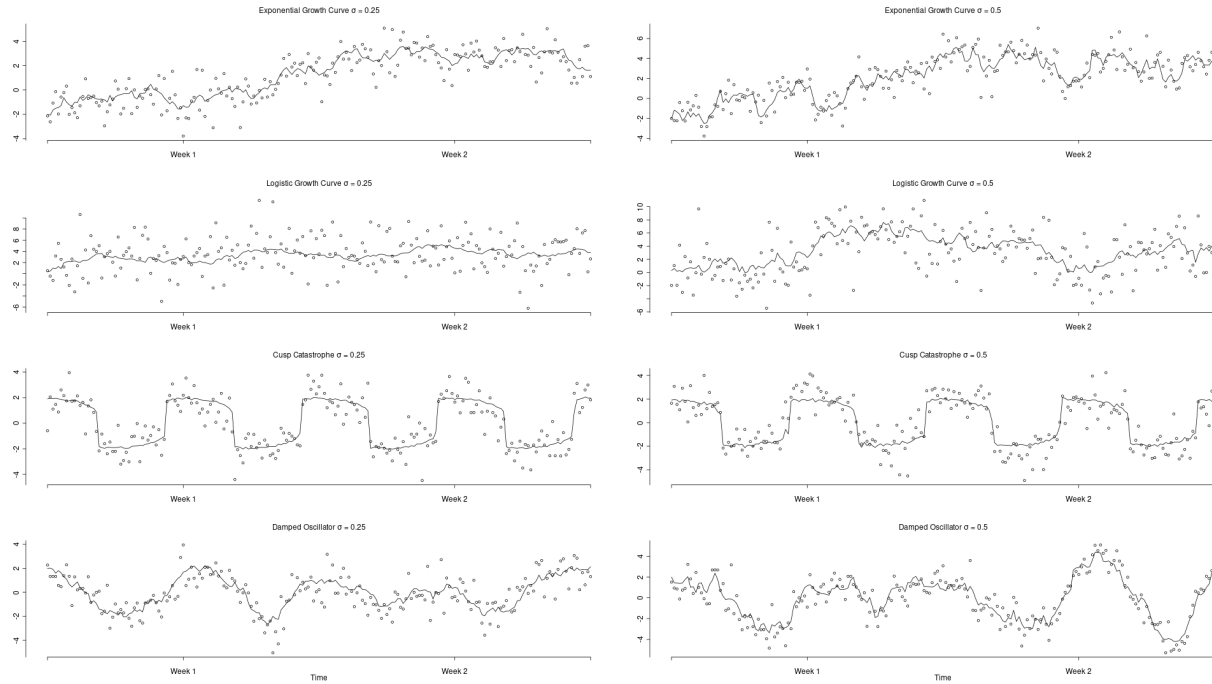 Exponential Growth Curve σ = 0.25
4
2
0
-2
-4
Week 1
Week 2
Exponential Growth Curve σ = 0.5
6
4
2
0
-2
-4
Week 1
Week 2
Logistic Growth Curve σ = 0.25
8
6
4
2
-2
-6
Week 1
Week 2
Logistic Growth Curve σ = 0.5
10
8
6
4
2
0
-2
-6
Week 1
Week 2
Cusp Catastrophe σ = 0.25
4
2
0
-2
-4
Week 1
Week 2
Cusp Catastrophe σ = 0.5
4
2
0
-2
-4
Week 1
Week 2
Damped Oscillator σ = 0.25
4
2
0
-2
-4
Week 1
Week 2
Time
Damped Oscillator σ = 0.5
4
2
0
-2
-4
Week 1
Week 2
Time